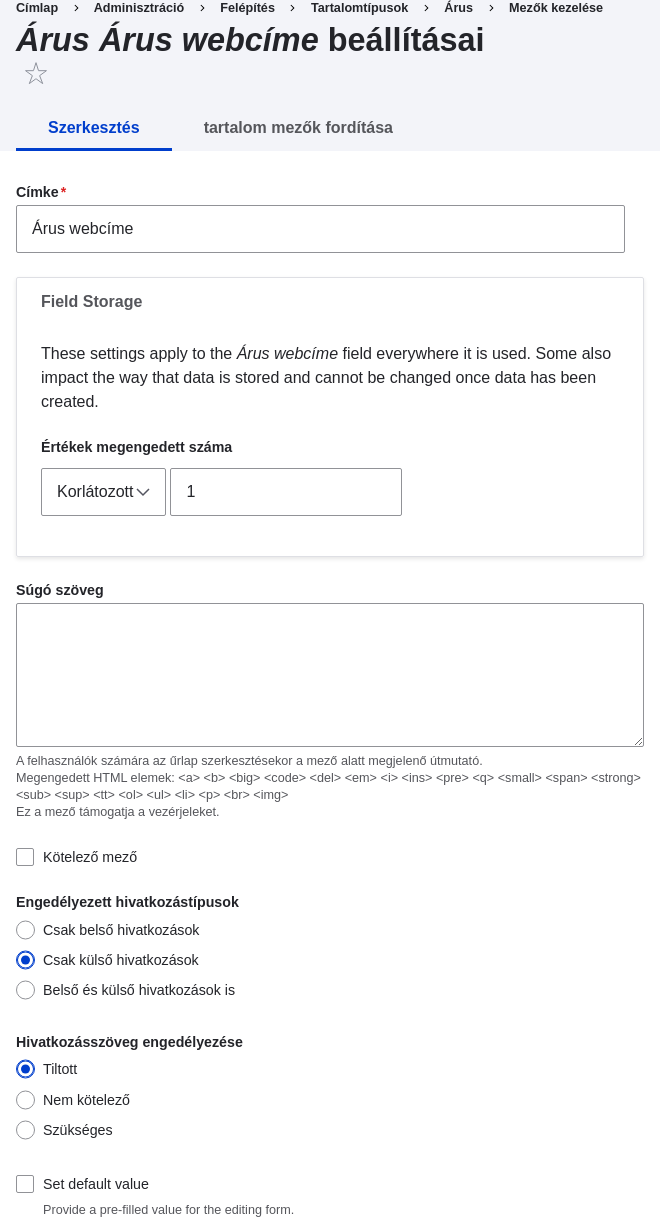 Címlap › Adminisztráció › Felépítés › Tartalomtípusok › Árus › Mezők kezelése
Árus Árus webcíme beállításai
Szerkesztés tartalom mezők fordítása
Címke*
Árus webcíme
Field Storage
These settings apply to the Árus webcíme field everywhere it is used. Some also
impact the way that data is stored and cannot be changed once data has been
created.
Értékek megengedett száma
Korlátozott 1
Súgó szöveg
A felhasználók számára az űrlap szerkesztésekor a mező alatt megjelenő útmutató.
Megengedett HTML elemek: <a> <b> <big> <code> <del> <em> <i> <ins> <pre> <q> <small> <span> <strong>
<sub> <sup> <tt> <ol> <ul> <li> <p> <br> <img>
Ez a mező támogatja a vezérjeleket.
Kötelező mező
Engedélyezett hivatkozástípusok
Csak belső hivatkozások
Csak külső hivatkozások
Belső és külső hivatkozások is
Hivatkozásszöveg engedélyezése
Tiltott
Nem kötelező
Szükséges
Set default value
Provide a pre-filled value for the editing form.